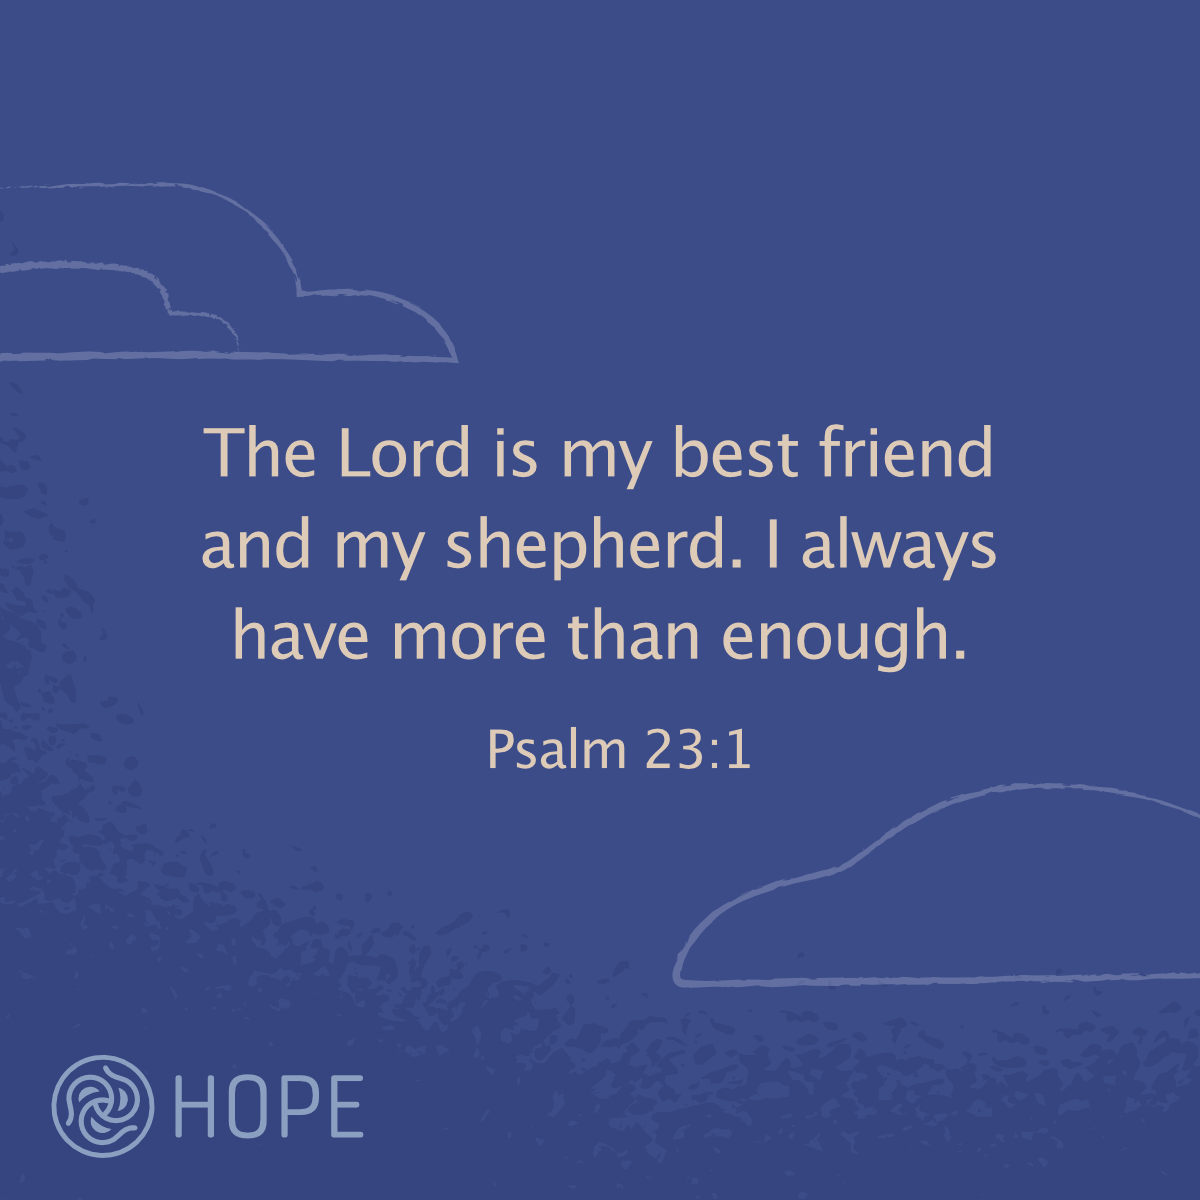 The Lord is my best friend
and my shepherd. I always
have more than enough.
Psalm 23:1
HOPE